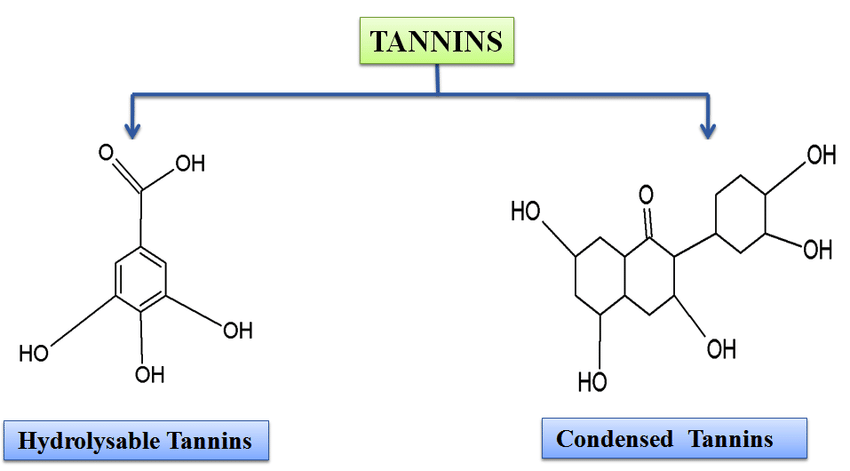 TANNINS
O
OH
HO
OH
OH
Hydrolysable Tannins
OH
O
HO
OH
OH
HO
Condensed Tannins